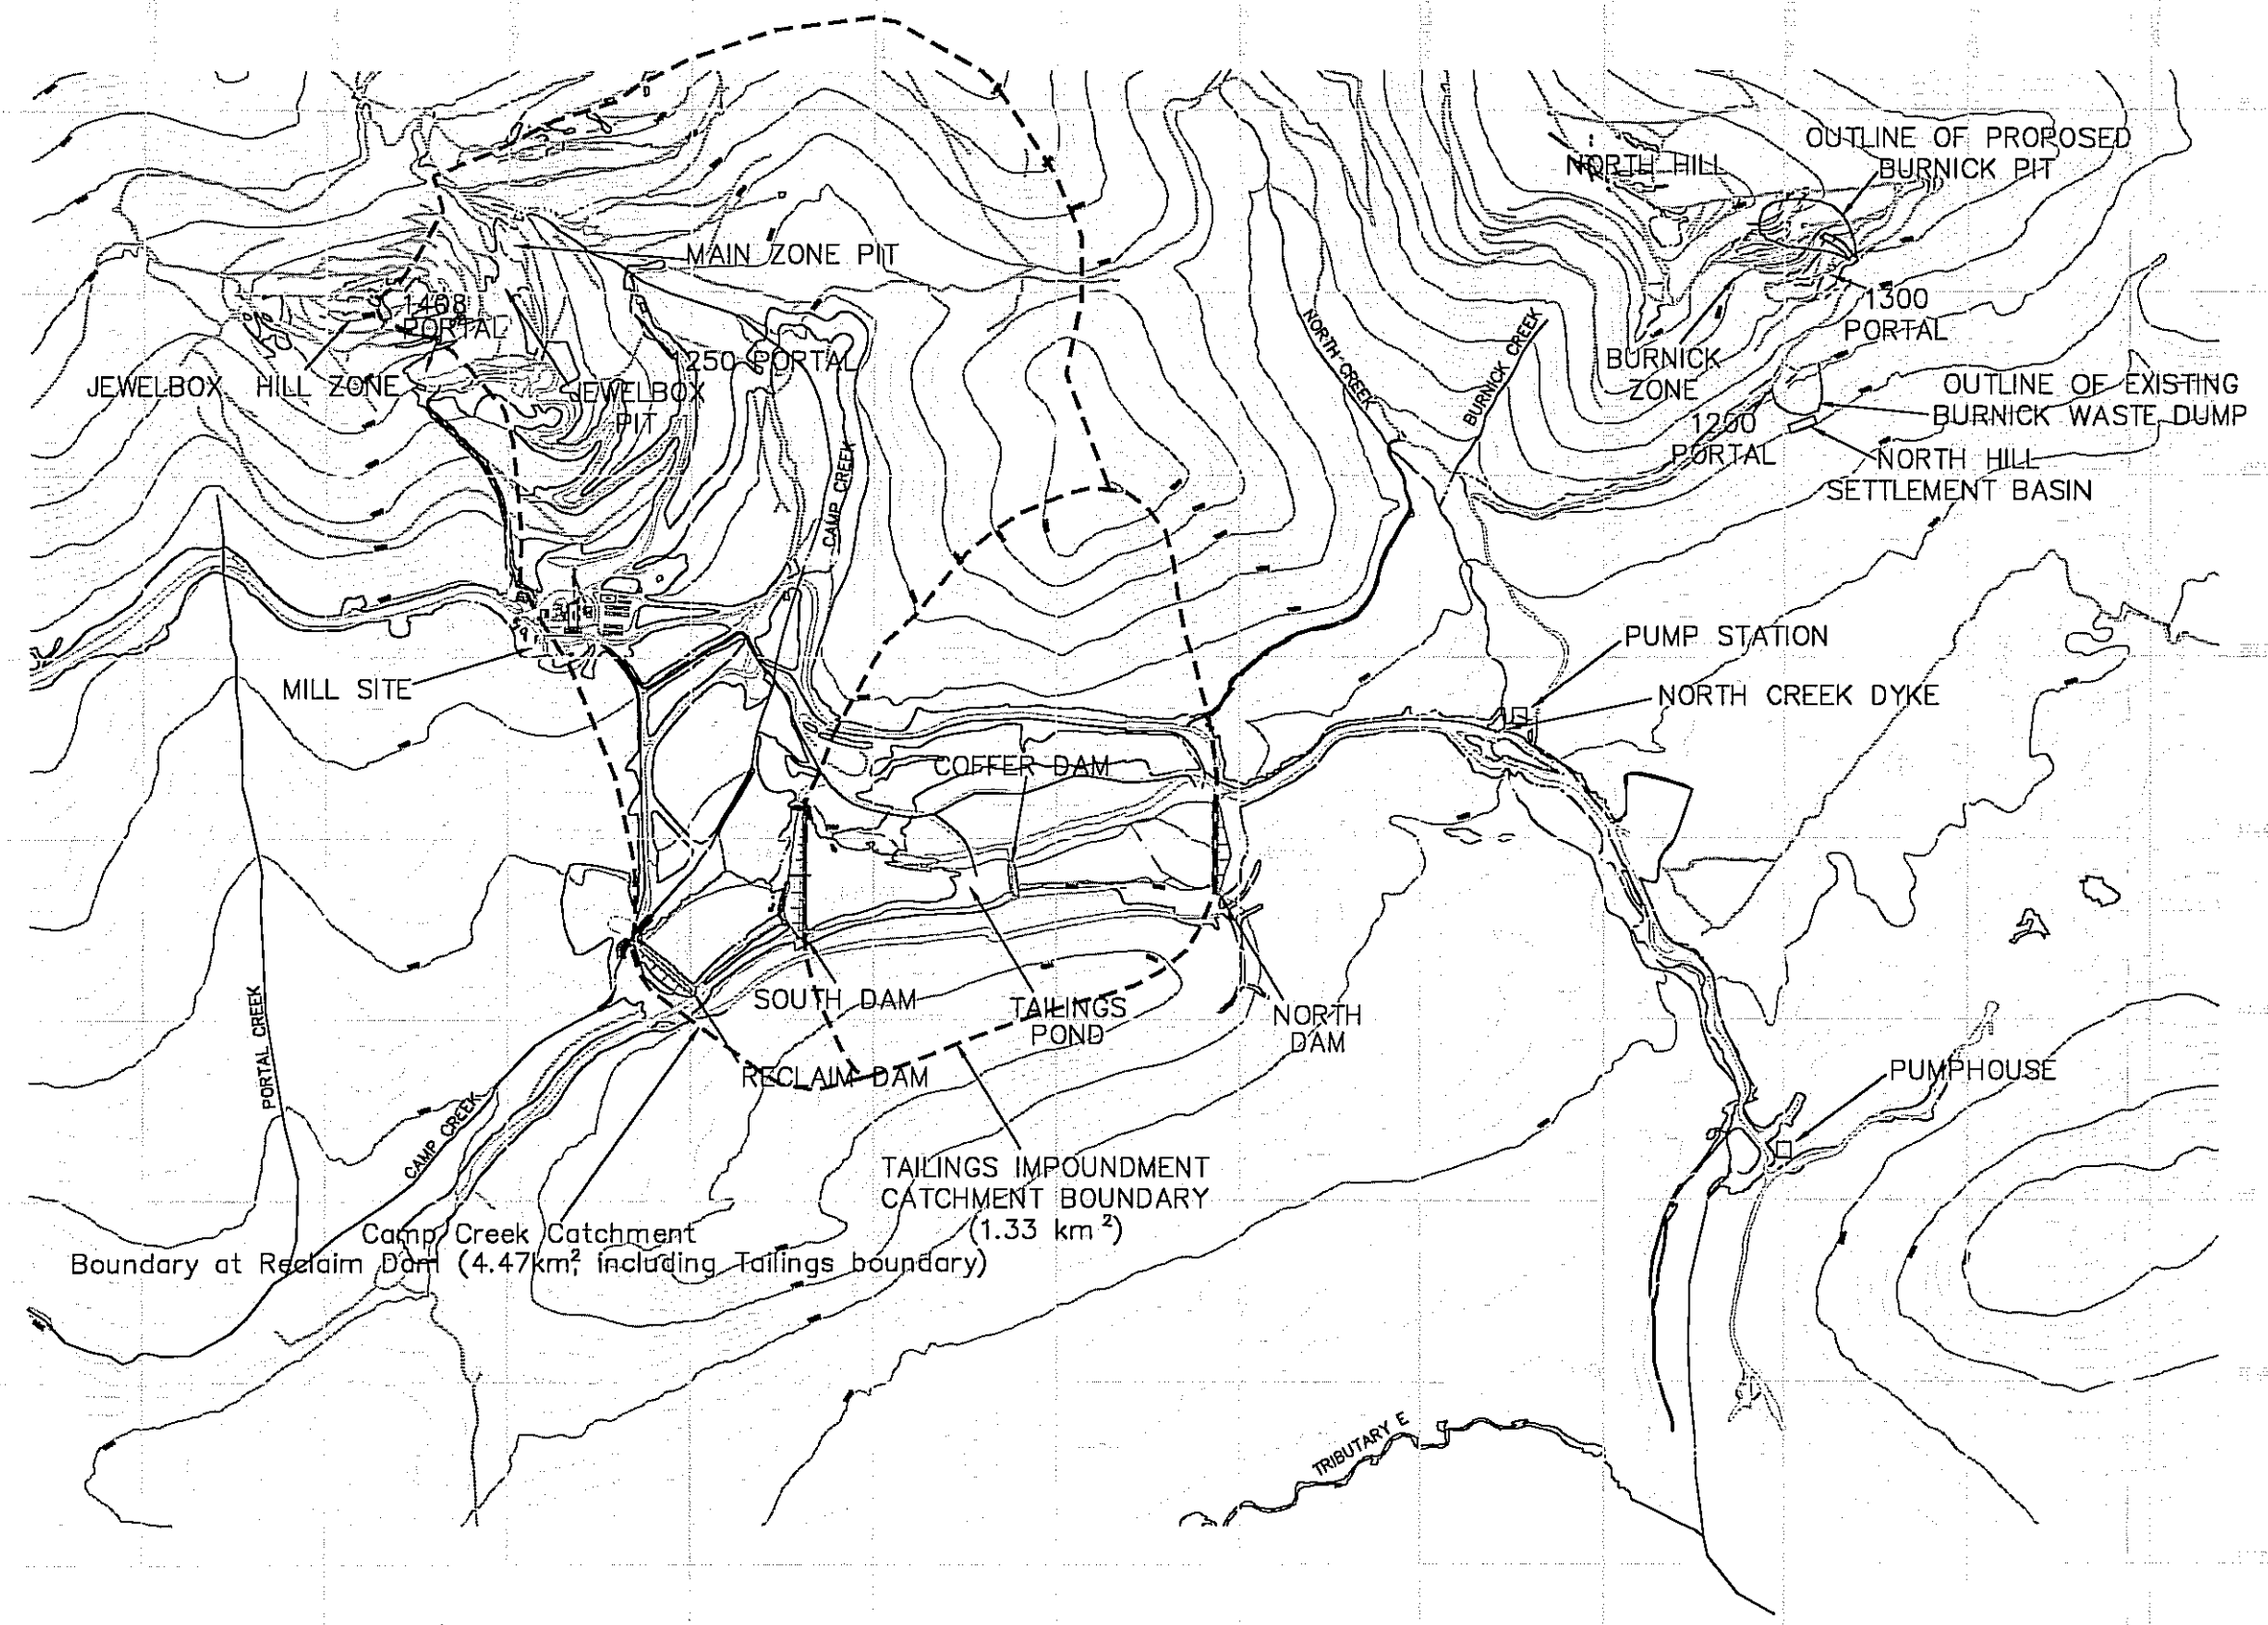 OUTLINE OF PROPOSED
BURNICK PIT
NORTH HILL
MAIN ZONE PIT
1408
PORTAL
1300
PORTAL
NORTH CREEK
BURNICK CREEK
1250 PORTAL
BURNICK
ZONE
JEWELBOX HILL ZONE
JEWELBOX
PIT
OUTLINE OF EXISTING
BURNICK WASTE DUMP
1200
PORTAL
NORTH HILL
SETTLEMENT BASIN
CAMP CREEK
PUMP STATION
MILL SITE
NORTH CREEK DYKE
COFFER DAM
SOUTH DAM
TAILINGS
POND
NORTH
DAM
PORTAL CREEK
RECLAIM DAM
PUMPHOUSE
CAMP CREEK
TAILINGS IMPOUNDMENT
CATCHMENT BOUNDARY
(1.33 km²)
Camp Creek Catchment
Boundary at Reclaim Dam (4.47km², including Tailings boundary)
TRIBUTARY E